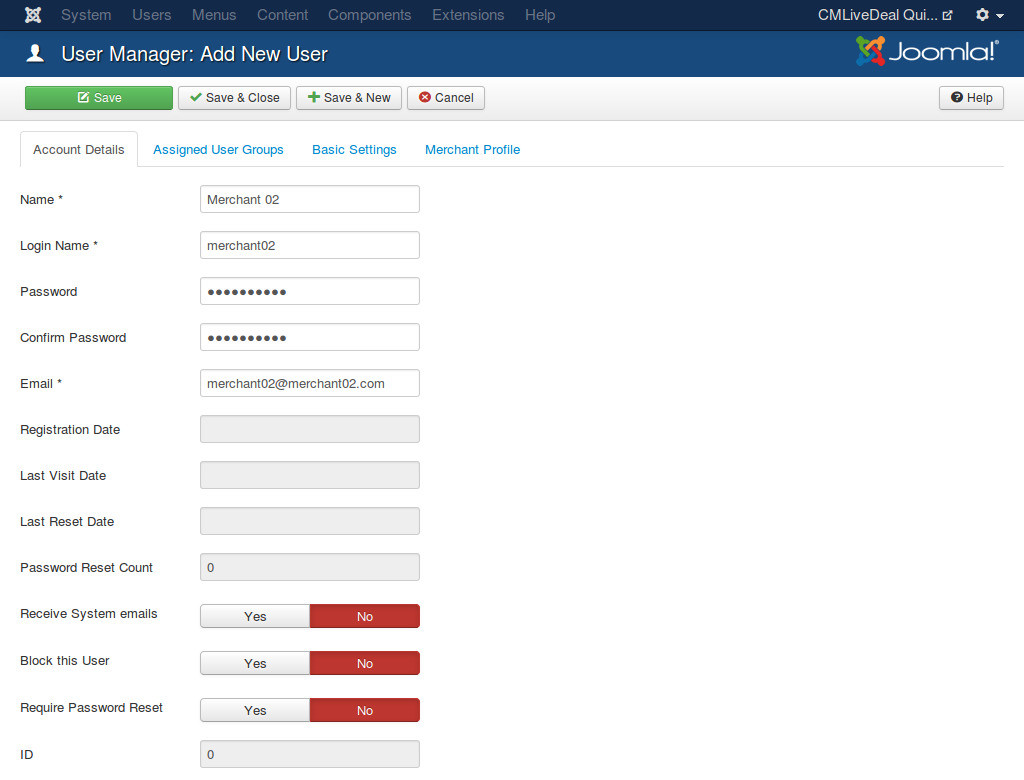 System Users Menus Content Components Extensions Help CMLiveDeal Qui...
User Manager: Add New User Joomla!®
Save Save & Close Save & New Cancel Help
Account Details Assigned User Groups Basic Settings Merchant Profile
Name * Merchant 02
Login Name * merchant02
Password ●●●●●●●●●●
Confirm Password ●●●●●●●●●●
Email * merchant02@merchant02.com
Registration Date
Last Visit Date
Last Reset Date
Password Reset Count 0
Receive System emails Yes No
Block this User Yes No
Require Password Reset Yes No
ID 0